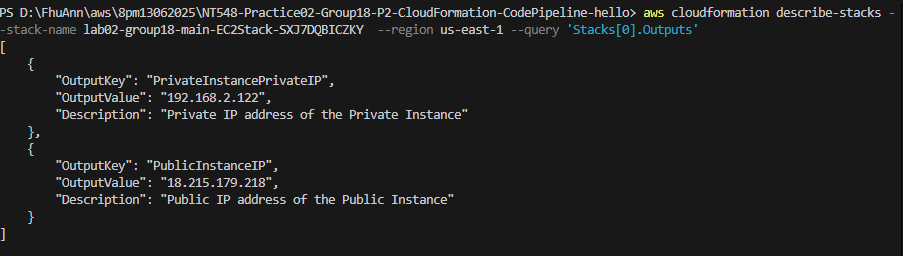 PS D:\FhuAnn\aws\8pm13062025\NT548-Practice02-Group18-P2-CloudFormation-CodePipeline-hello> aws cloudformation describe-stacks -
-stack-name lab02-group18-main-EC2Stack-SXJ7DQBICZKY  --region us-east-1 --query 'Stacks[0].Outputs'
[
    {
        "OutputKey": "PrivateInstancePrivateIP",
        "OutputValue": "192.168.2.122",
        "Description": "Private IP address of the Private Instance"
    },
    {
        "OutputKey": "PublicInstanceIP",
        "OutputValue": "18.215.179.218",
        "Description": "Public IP address of the Public Instance"
    }
]